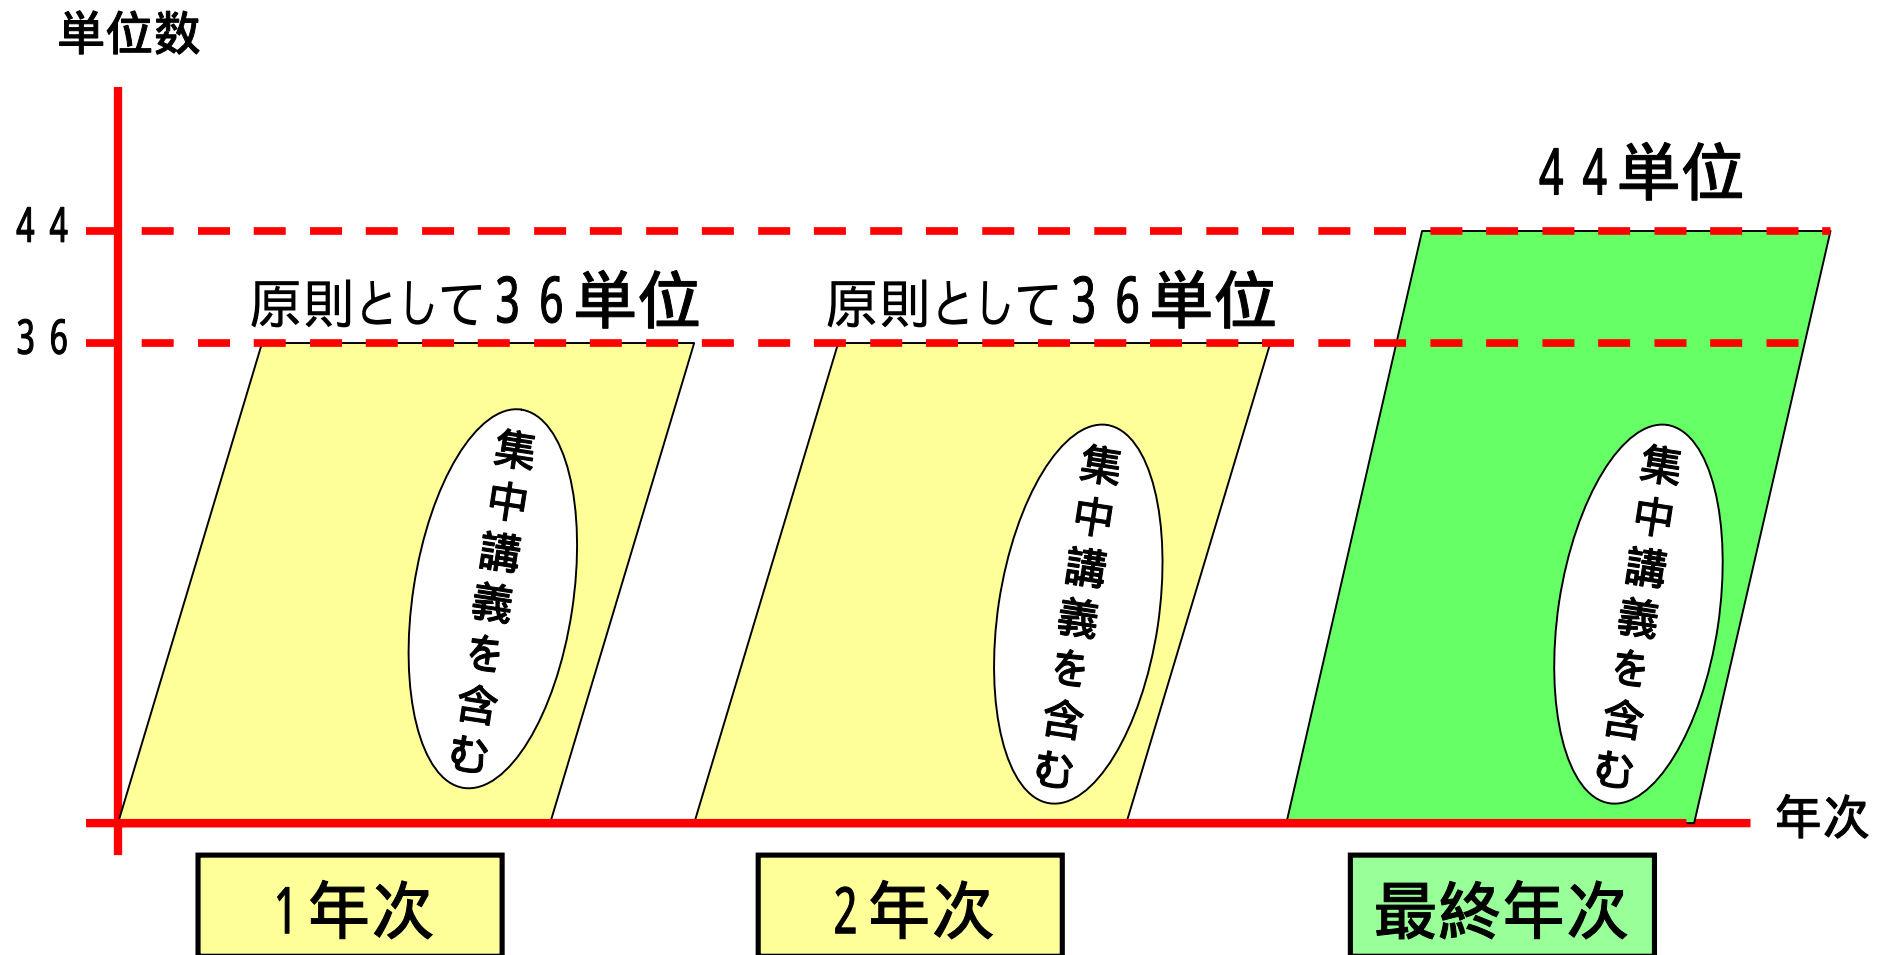 単位数
４４単位
４４
原則として３６単位
原則として３６単位
３６
集中講義を含む
集中講義を含む
集中講義を含む
年次
１年次
２年次
最終年次